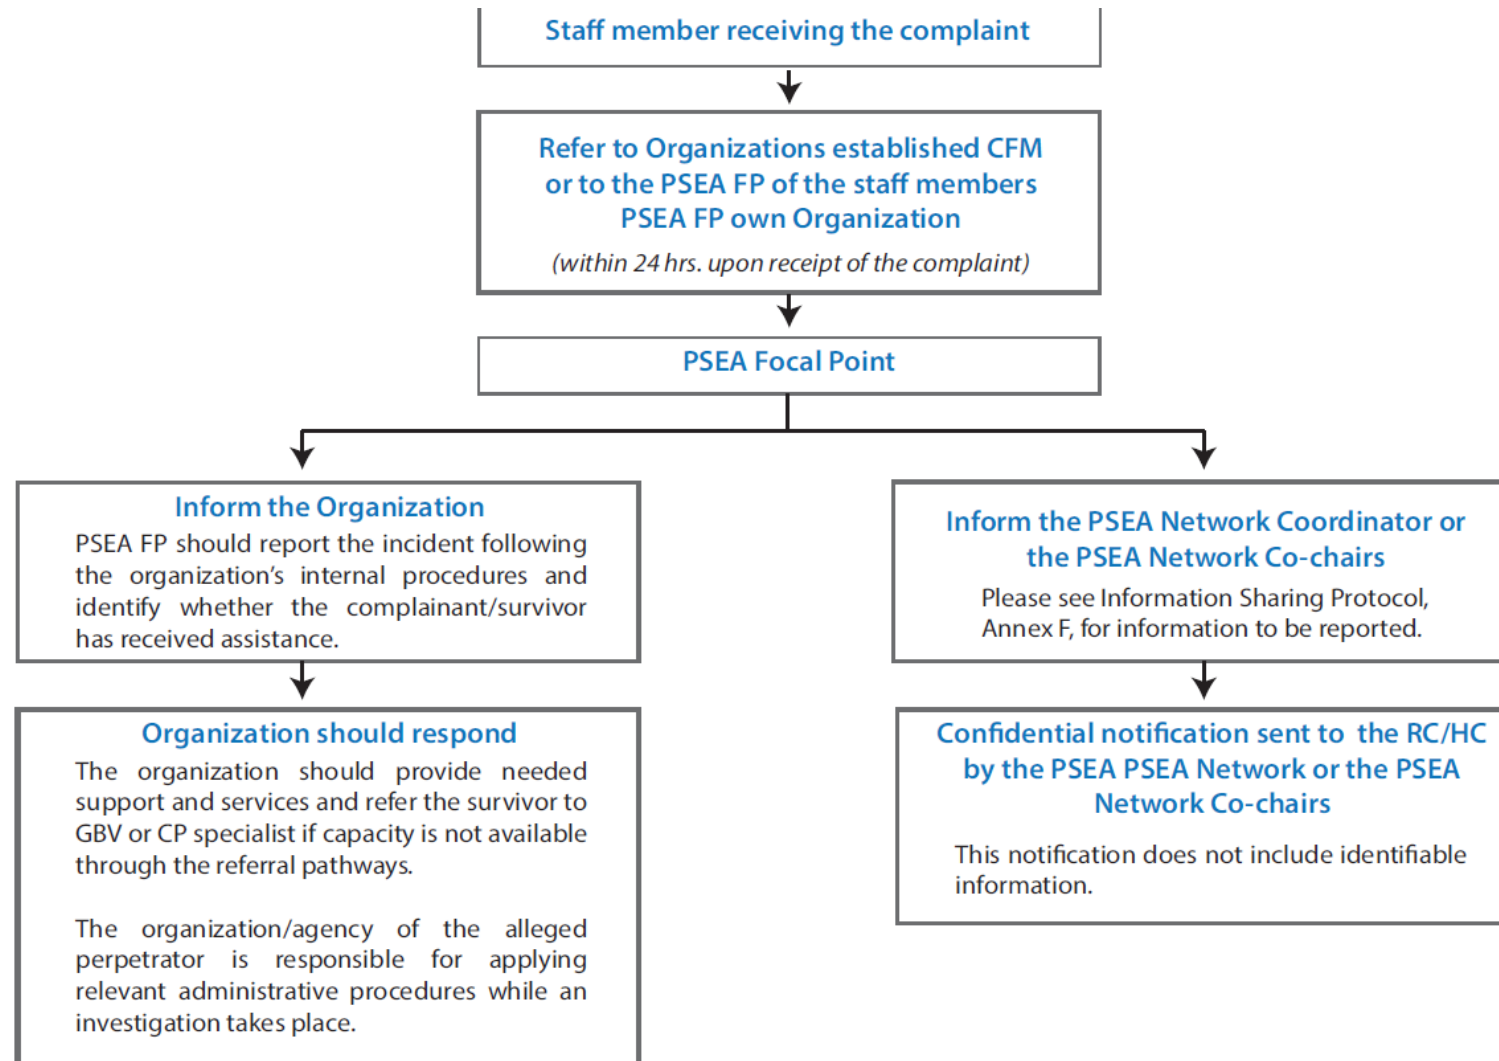 Staff member receiving the complaint
Refer to Organizations established CFM
or to the PSEA FP of the staff members
PSEA FP own Organization
(within 24 hrs. upon receipt of the complaint)
PSEA Focal Point
Inform the Organization
PSEA FP should report the incident following
the organization's internal procedures and
identify whether the complainant/survivor
has received assistance.
Organization should respond
The organization should provide needed
support and services and refer the survivor to
GBV or CP specialist if capacity is not available
through the referral pathways.
The organization/agency of the alleged
perpetrator is responsible for applying
relevant administrative procedures while an
investigation takes place.
Inform the PSEA Network Coordinator or
the PSEA Network Co-chairs
Please see Information Sharing Protocol,
Annex F, for information to be reported.
Confidential notification sent to the RC/HC
by the PSEA PSEA Network or the PSEA
Network Co-chairs
This notification does not include identifiable
information.